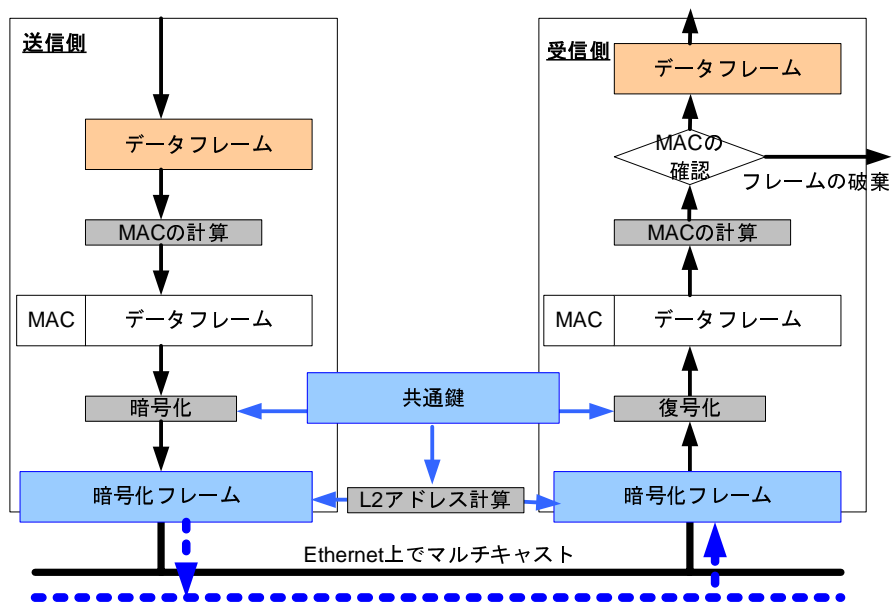 送信側
データフレーム
MACの計算
MAC
データフレーム
暗号化
暗号化フレーム
共通鍵
L2アドレス計算
受信側
データフレーム
MACの
確認
フレームの破棄
MACの計算
MAC
データフレーム
復号化
暗号化フレーム
Ethernet上でマルチキャスト